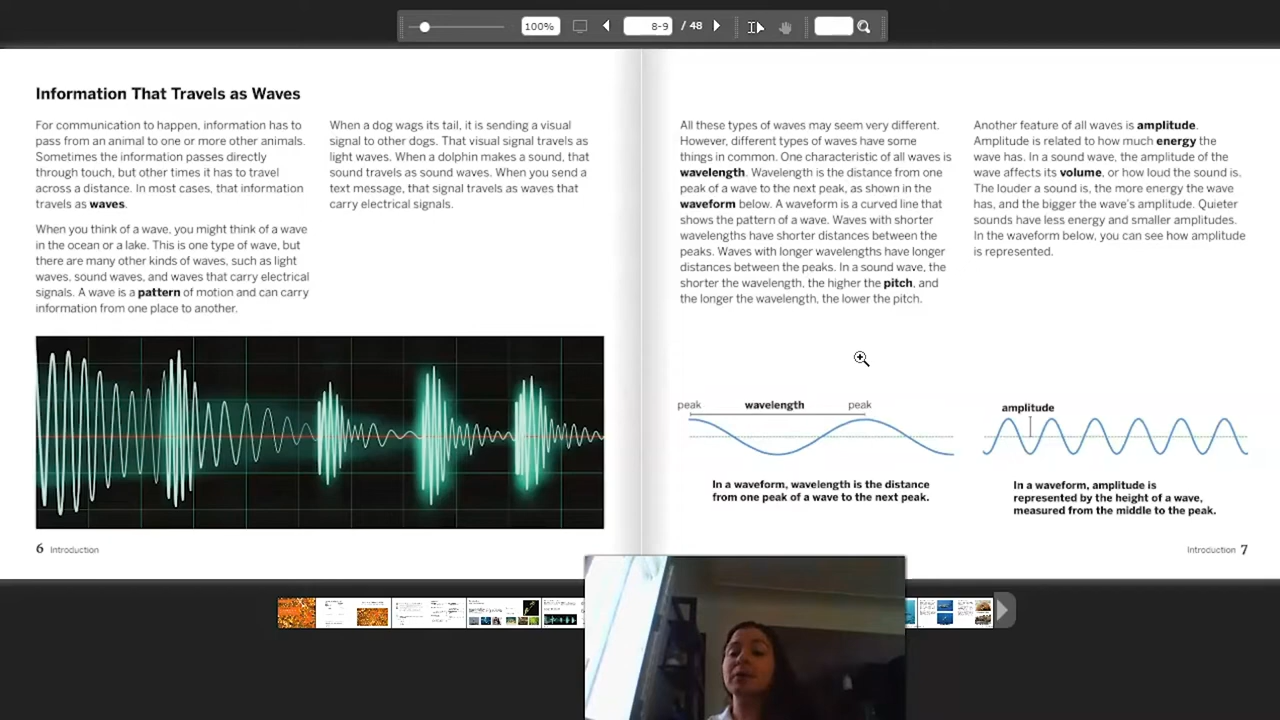 100%
8-9 / 48
Information That Travels as Waves
For communication to happen, information has to
pass from an animal to one or more other animals.
Sometimes the information passes directly
through touch, but other times it has to travel
across a distance. In most cases, that information
travels as waves.
When you think of a wave, you might think of a wave
in the ocean or a lake. This is one type of wave, but
there are many other kinds of waves, such as light
waves, sound waves, and waves that carry electrical
signals. A wave is a pattern of motion and can carry
information from one place to another.
When a dog wags its tail, it is sending a visual
signal to other dogs. That visual signal travels as
light waves. When a dolphin makes a sound, that
sound travels as sound waves. When you send a
text message, that signal travels as waves that
carry electrical signals.
6 Introduction
All these types of waves may seem very different.
However, different types of waves have some
things in common. One characteristic of all waves is
wavelength. Wavelength is the distance from one
peak of a wave to the next peak, as shown in the
waveform below. A waveform is a curved line that
shows the pattern of a wave. Waves with shorter
wavelengths have shorter distances between the
peaks. Waves with longer wavelengths have longer
distances between the peaks. In a sound wave, the
shorter the wavelength, the higher the pitch, and
the longer the wavelength, the lower the pitch.
Another feature of all waves is amplitude.
Amplitude is related to how much energy the
wave has. In a sound wave, the amplitude of the
wave affects its volume, or how loud the sound is.
The louder a sound is, the more energy the wave
has, and the bigger the wave's amplitude. Quieter
sounds have less energy and smaller amplitudes.
In the waveform below, you can see how amplitude
is represented.
peak wavelength peak
In a waveform, wavelength is the distance
from one peak of a wave to the next peak.
amplitude
In a waveform, amplitude is
represented by the height of a wave,
measured from the middle to the peak.
Introduction 7